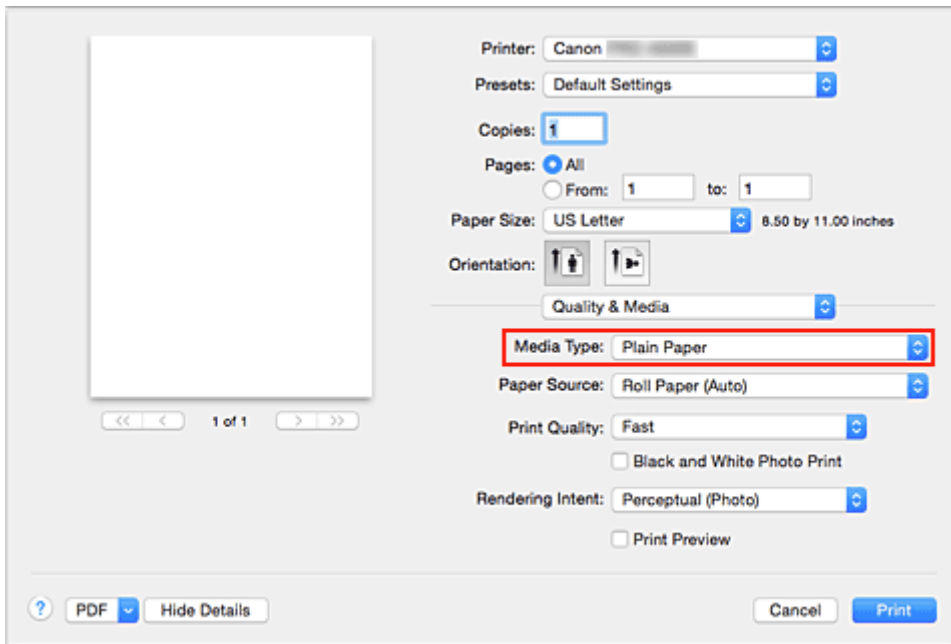 Printer: Canon
Presets: Default Settings
Copies: 1
Pages: All
From: 1 to: 1
Paper Size: US Letter 8.50 by 11.00 inches
Orientation:
Quality & Media
Media Type: Plain Paper
Paper Source: Roll Paper (Auto)
1 of 1
Print Quality: Fast
Black and White Photo Print
Rendering Intent: Perceptual (Photo)
Print Preview
? PDF Hide Details Cancel Print